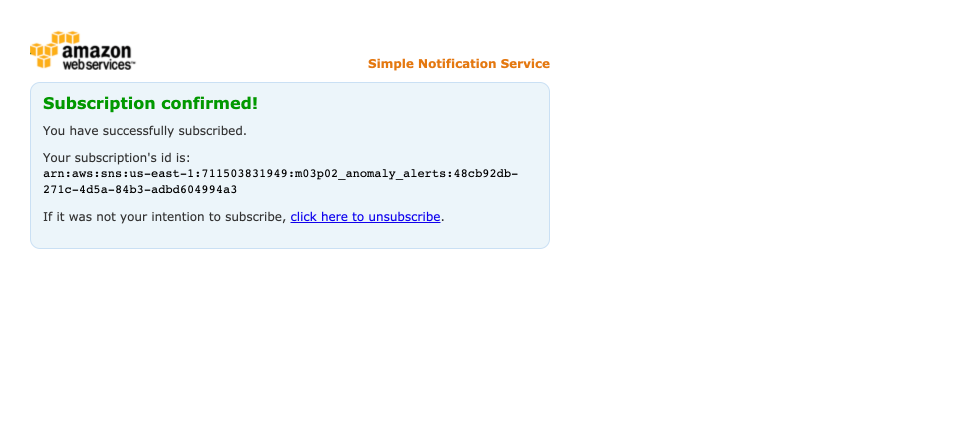 amazon
webservices™
Simple Notification Service
Subscription confirmed!
You have successfully subscribed.
Your subscription's id is:
arn:aws:sns:us-east-1:711503831949:m03p02_anomaly_alerts:48cb92db-
271c-4d5a-84b3-adbd604994a3
If it was not your intention to subscribe, click here to unsubscribe.